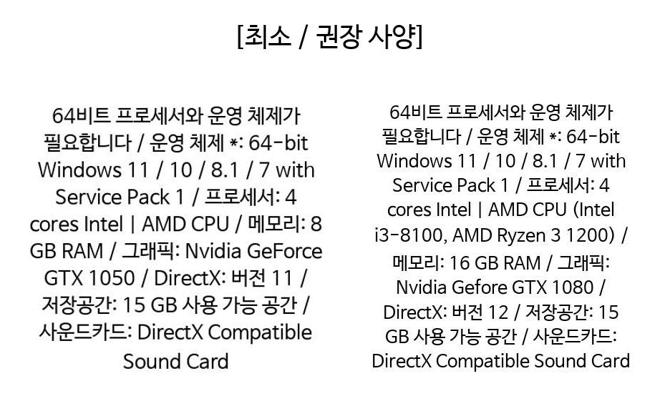 [최소 / 권장 사양]
64비트 프로세서와 운영 체제가
필요합니다 / 운영 체제 *: 64-bit
Windows 11 / 10 / 8.1 / 7 with
Service Pack 1 / 프로세서: 4
cores Intel | AMD CPU / 메모리: 8
GB RAM / 그래픽: Nvidia GeForce
GTX 1050 / DirectX: 버전 11 /
저장공간: 15 GB 사용 가능 공간 /
사운드카드: DirectX Compatible
Sound Card
64비트 프로세서와 운영 체제가
필요합니다 / 운영 체제 *: 64-bit
Windows 11 / 10 / 8.1 / 7 with
Service Pack 1 / 프로세서: 4
cores Intel | AMD CPU (Intel
i3-8100, AMD Ryzen 3 1200) /
메모리: 16 GB RAM / 그래픽:
Nvidia Gefore GTX 1080 /
DirectX: 버전 12 / 저장공간: 15
GB 사용 가능 공간 / 사운드카드:
DirectX Compatible Sound Card